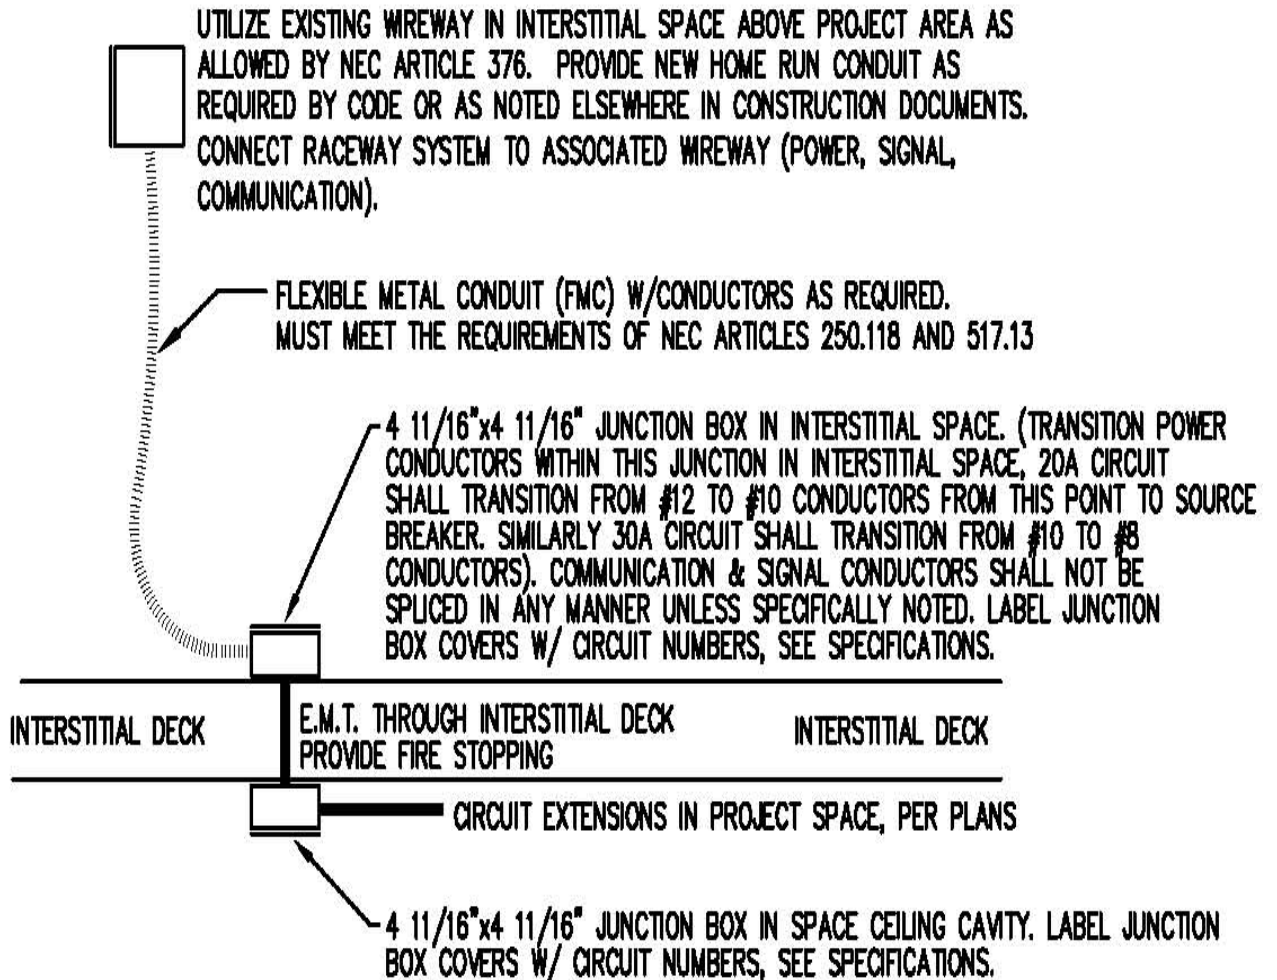 UTILIZE EXISTING WIREWAY IN INTERSTITIAL SPACE ABOVE PROJECT AREA AS
ALLOWED BY NEC ARTICLE 376. PROVIDE NEW HOME RUN CONDUIT AS
REQUIRED BY CODE OR AS NOTED ELSEWHERE IN CONSTRUCTION DOCUMENTS.
CONNECT RACEWAY SYSTEM TO ASSOCIATED WIREWAY (POWER, SIGNAL,
COMMUNICATION).
FLEXIBLE METAL CONDUIT (FMC) W/CONDUCTORS AS REQUIRED.
MUST MEET THE REQUIREMENTS OF NEC ARTICLES 250.118 AND 517.13
4 11/16"x4 11/16" JUNCTION BOX IN INTERSTITIAL SPACE. (TRANSITION POWER
CONDUCTORS WITHIN THIS JUNCTION IN INTERSTITIAL SPACE, 20A CIRCUIT
SHALL TRANSITION FROM #12 TO #10 CONDUCTORS FROM THIS POINT TO SOURCE
BREAKER. SIMILARLY 30A CIRCUIT SHALL TRANSITION FROM #10 TO #8
CONDUCTORS). COMMUNICATION & SIGNAL CONDUCTORS SHALL NOT BE
SPLICED IN ANY MANNER UNLESS SPECIFICALLY NOTED. LABEL JUNCTION
BOX COVERS W/ CIRCUIT NUMBERS, SEE SPECIFICATIONS.
INTERSTITIAL DECK
E.M.T. THROUGH INTERSTITIAL DECK
PROVIDE FIRE STOPPING
INTERSTITIAL DECK
CIRCUIT EXTENSIONS IN PROJECT SPACE, PER PLANS
4 11/16"x4 11/16" JUNCTION BOX IN SPACE CEILING CAVITY. LABEL JUNCTION
BOX COVERS W/ CIRCUIT NUMBERS, SEE SPECIFICATIONS.